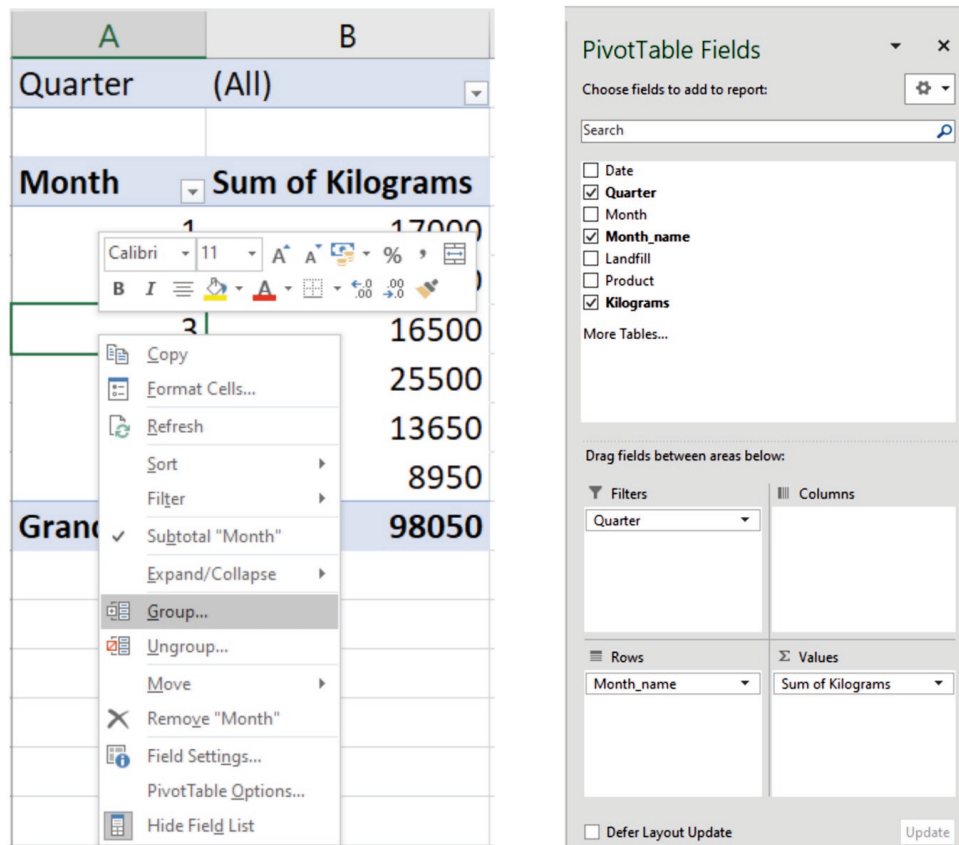 A B
Quarter (All)
Month Sum of Kilograms
1 17000
Calibri 11 A A % ,
B I A .00 .00
3 16500
25500
13650
8950
Grand 98050
Copy
Format Cells...
Refresh
Sort
Filter
Subtotal "Month"
Expand/Collapse
Group...
Ungroup...
Move
Remove "Month"
Field Settings...
PivotTable Options...
Hide Field List
PivotTable Fields
Choose fields to add to report:
Search
Date
Quarter
Month
Month_name
Landfill
Product
Kilograms
More Tables...
Drag fields between areas below:
Filters Columns
Quarter
Rows Σ Values
Month_name Sum of Kilograms
Defer Layout Update Update